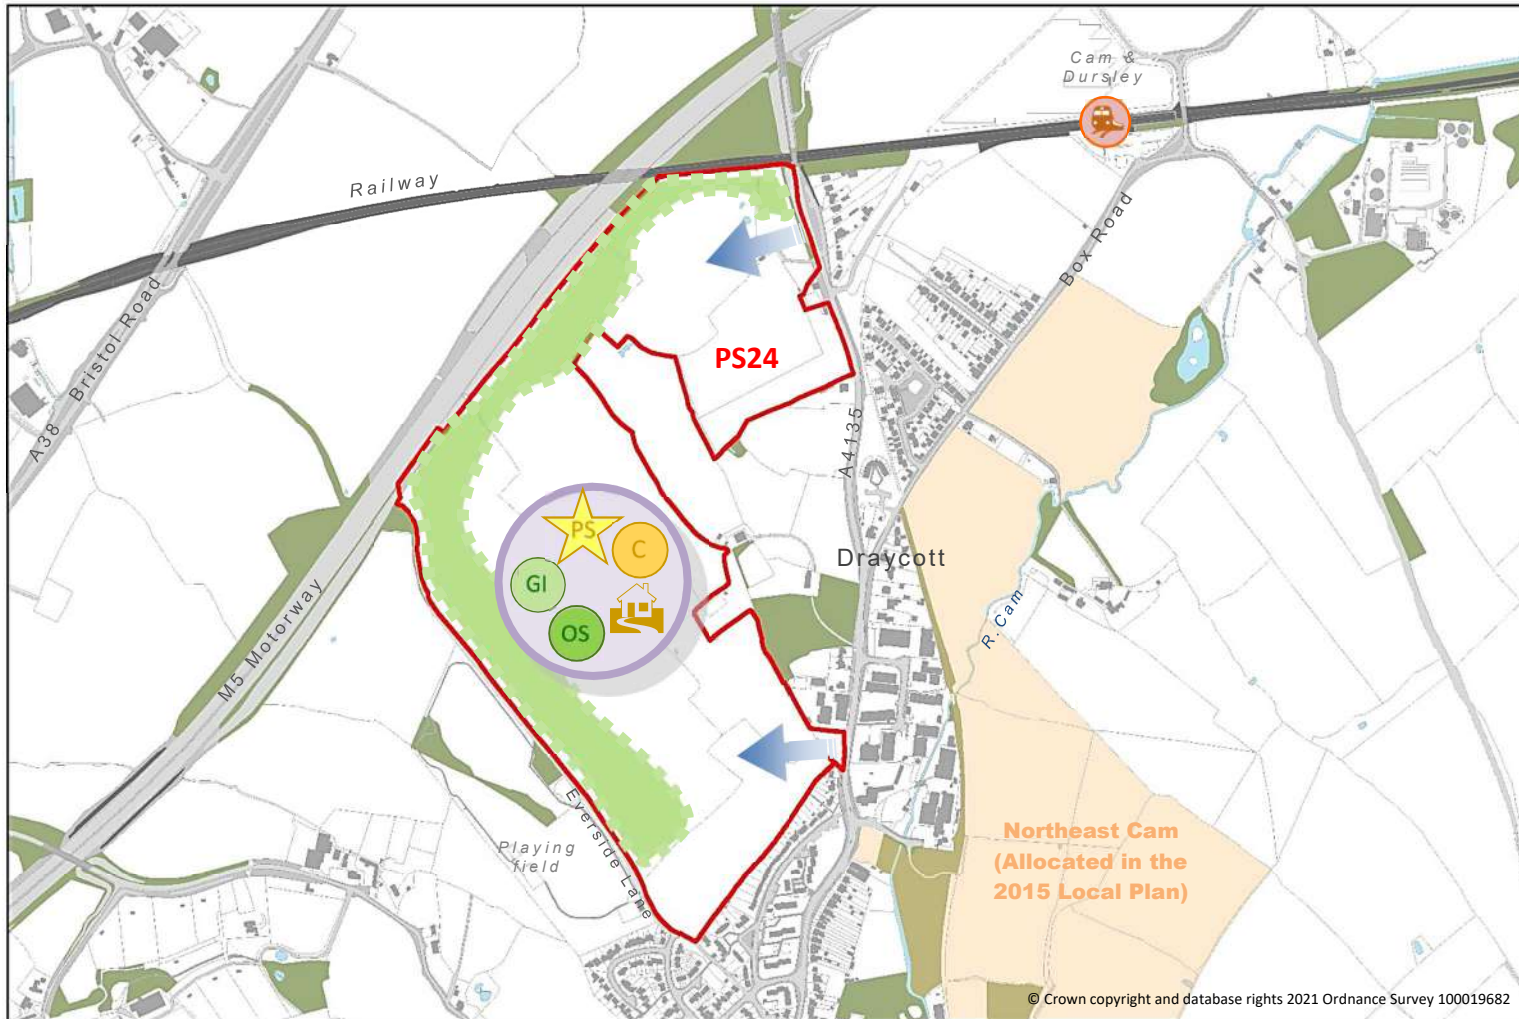 Cam &
Dursley
Railway
Box Road
A38 Bristol Road
PS24
A4135
PS
C
GI
OS
Draycott
R. Cam
M5 Motorway
Everside Lane
Playing
field
Northeast Cam
(Allocated in the
2015 Local Plan)
© Crown copyright and database rights 2021 Ordnance Survey 100019682